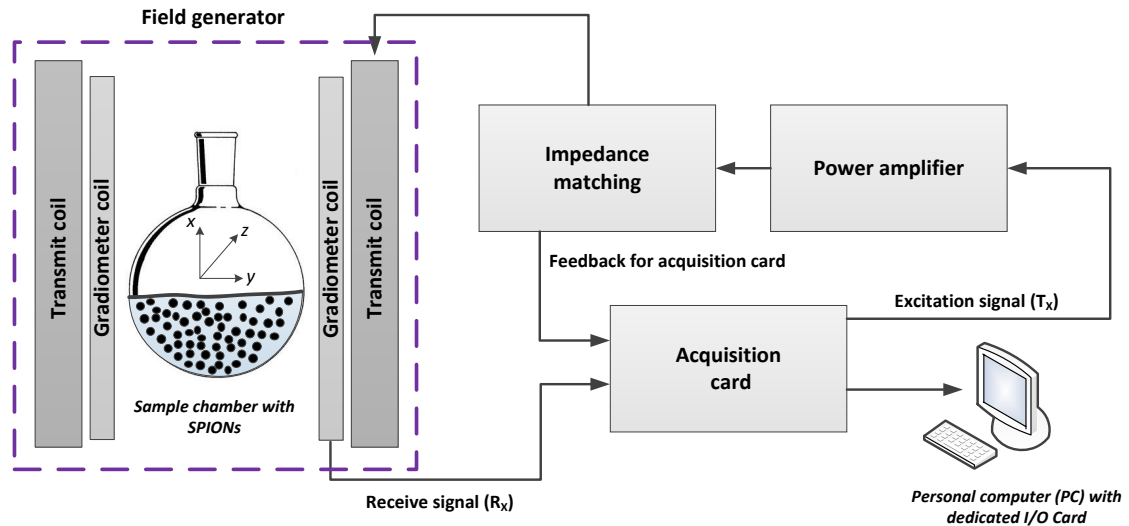 Field generator
Transmit coil
Gradiometer coil
x
z
y
Gradiometer coil
Transmit coil
Sample chamber with
SPIONs
Impedance
matching
Power amplifier
Feedback for acquisition card
Excitation signal (TX)
Acquisition
card
Receive signal (RX)
Personal computer (PC) with
dedicated I/O Card